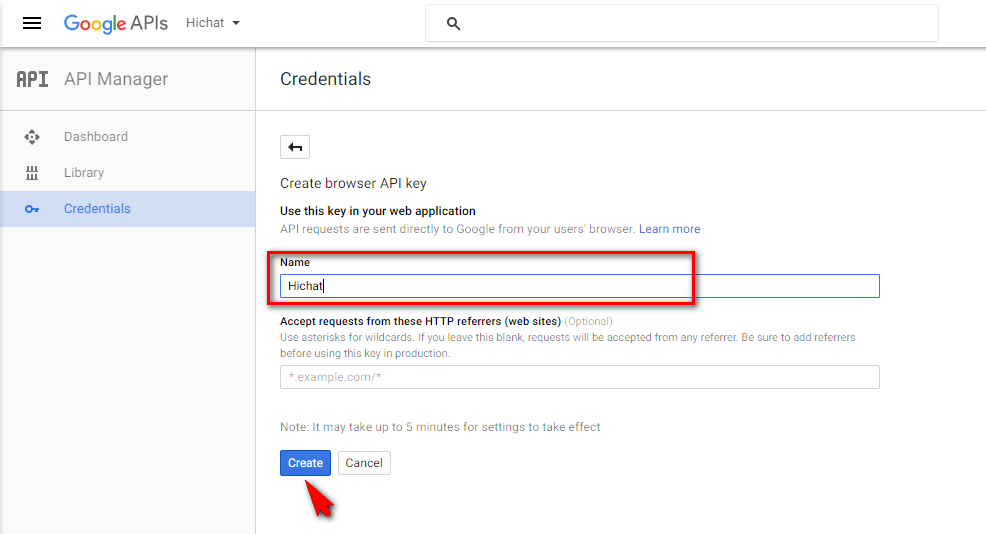 Google APIs
Hichat
API
API Manager
Credentials
Dashboard
Library
Credentials
Create browser API key
Use this key in your web application
API requests are sent directly to Google from your users' browser. Learn more
Name
Hichat
Accept requests from these HTTP referrers (web sites) (Optional)
Use asterisks for wildcards. If you leave this blank, requests will be accepted from any referrer. Be sure to add referrers
before using this key in production.
*.example.com/*
Note: It may take up to 5 minutes for settings to take effect
Create Cancel